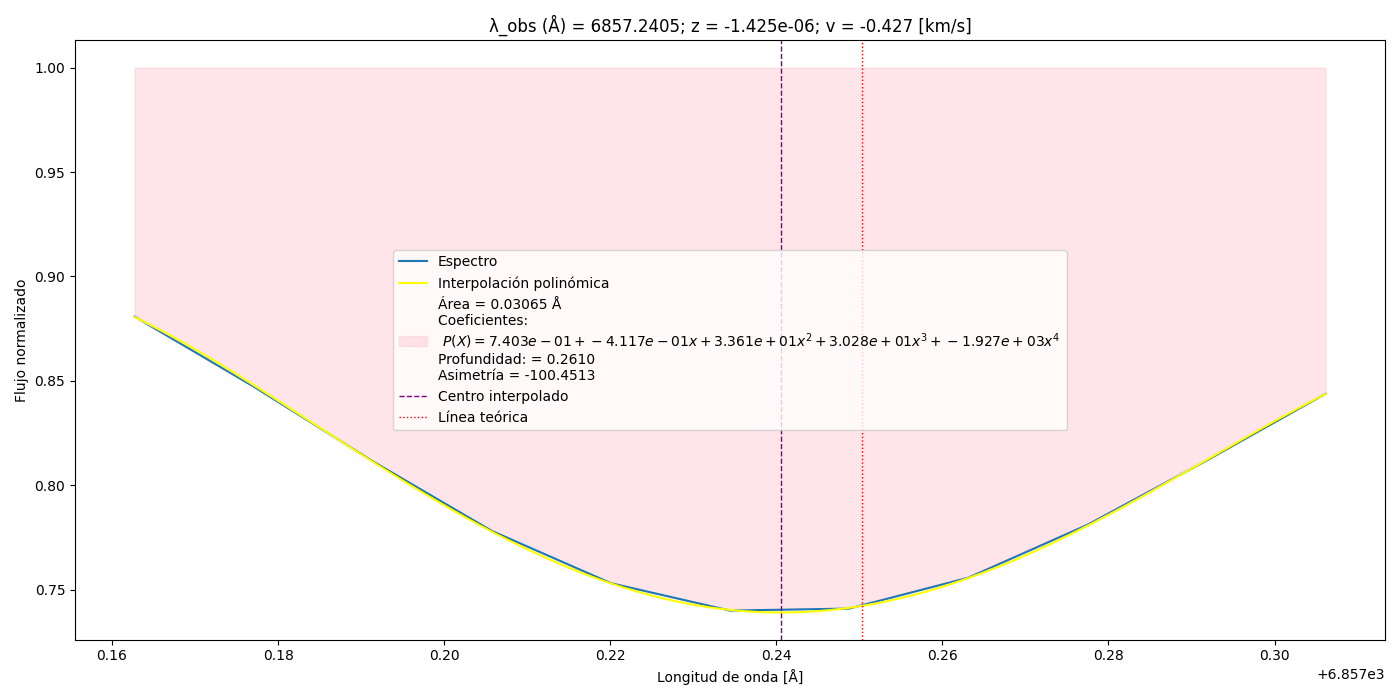 λ_obs (Å) = 6857.2405; z = -1.425e-06; v = -0.427 [km/s]
Flujo normalizado
1.00
0.95
0.90
0.85
0.80
0.75
Espectro
Interpolación polinómica
Área = 0.03065 Å
Coeficientes:
P(X) = 7.403e − 01 + −4.117e − 01x + 3.361e + 01x² + 3.028e + 01x³ + −1.927e + 03x⁴
Profundidad: = 0.2610
Asimetría = -100.4513
Centro interpolado
Línea teórica
0.16 0.18 0.20 0.22 0.24 0.26 0.28 0.30
+6.857e3
Longitud de onda [Å]